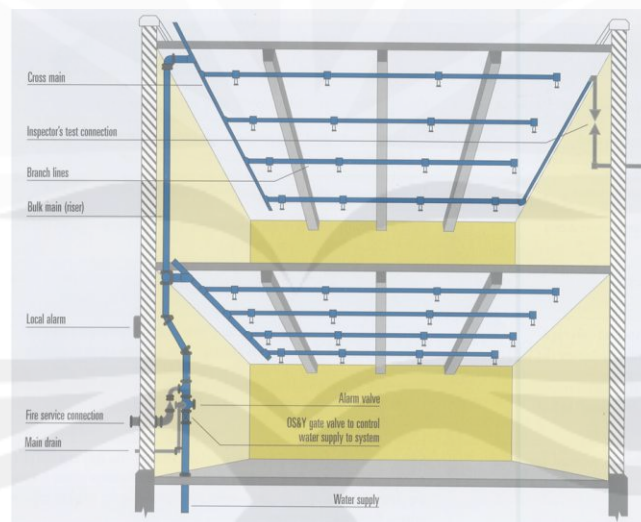 Cross main
Inspector's test connection
Branch lines
Bulk main (riser)
Local alarm
Alarm valve
Fire service connection
OS&Y gate valve to control
water supply to system
Main drain
Water supply